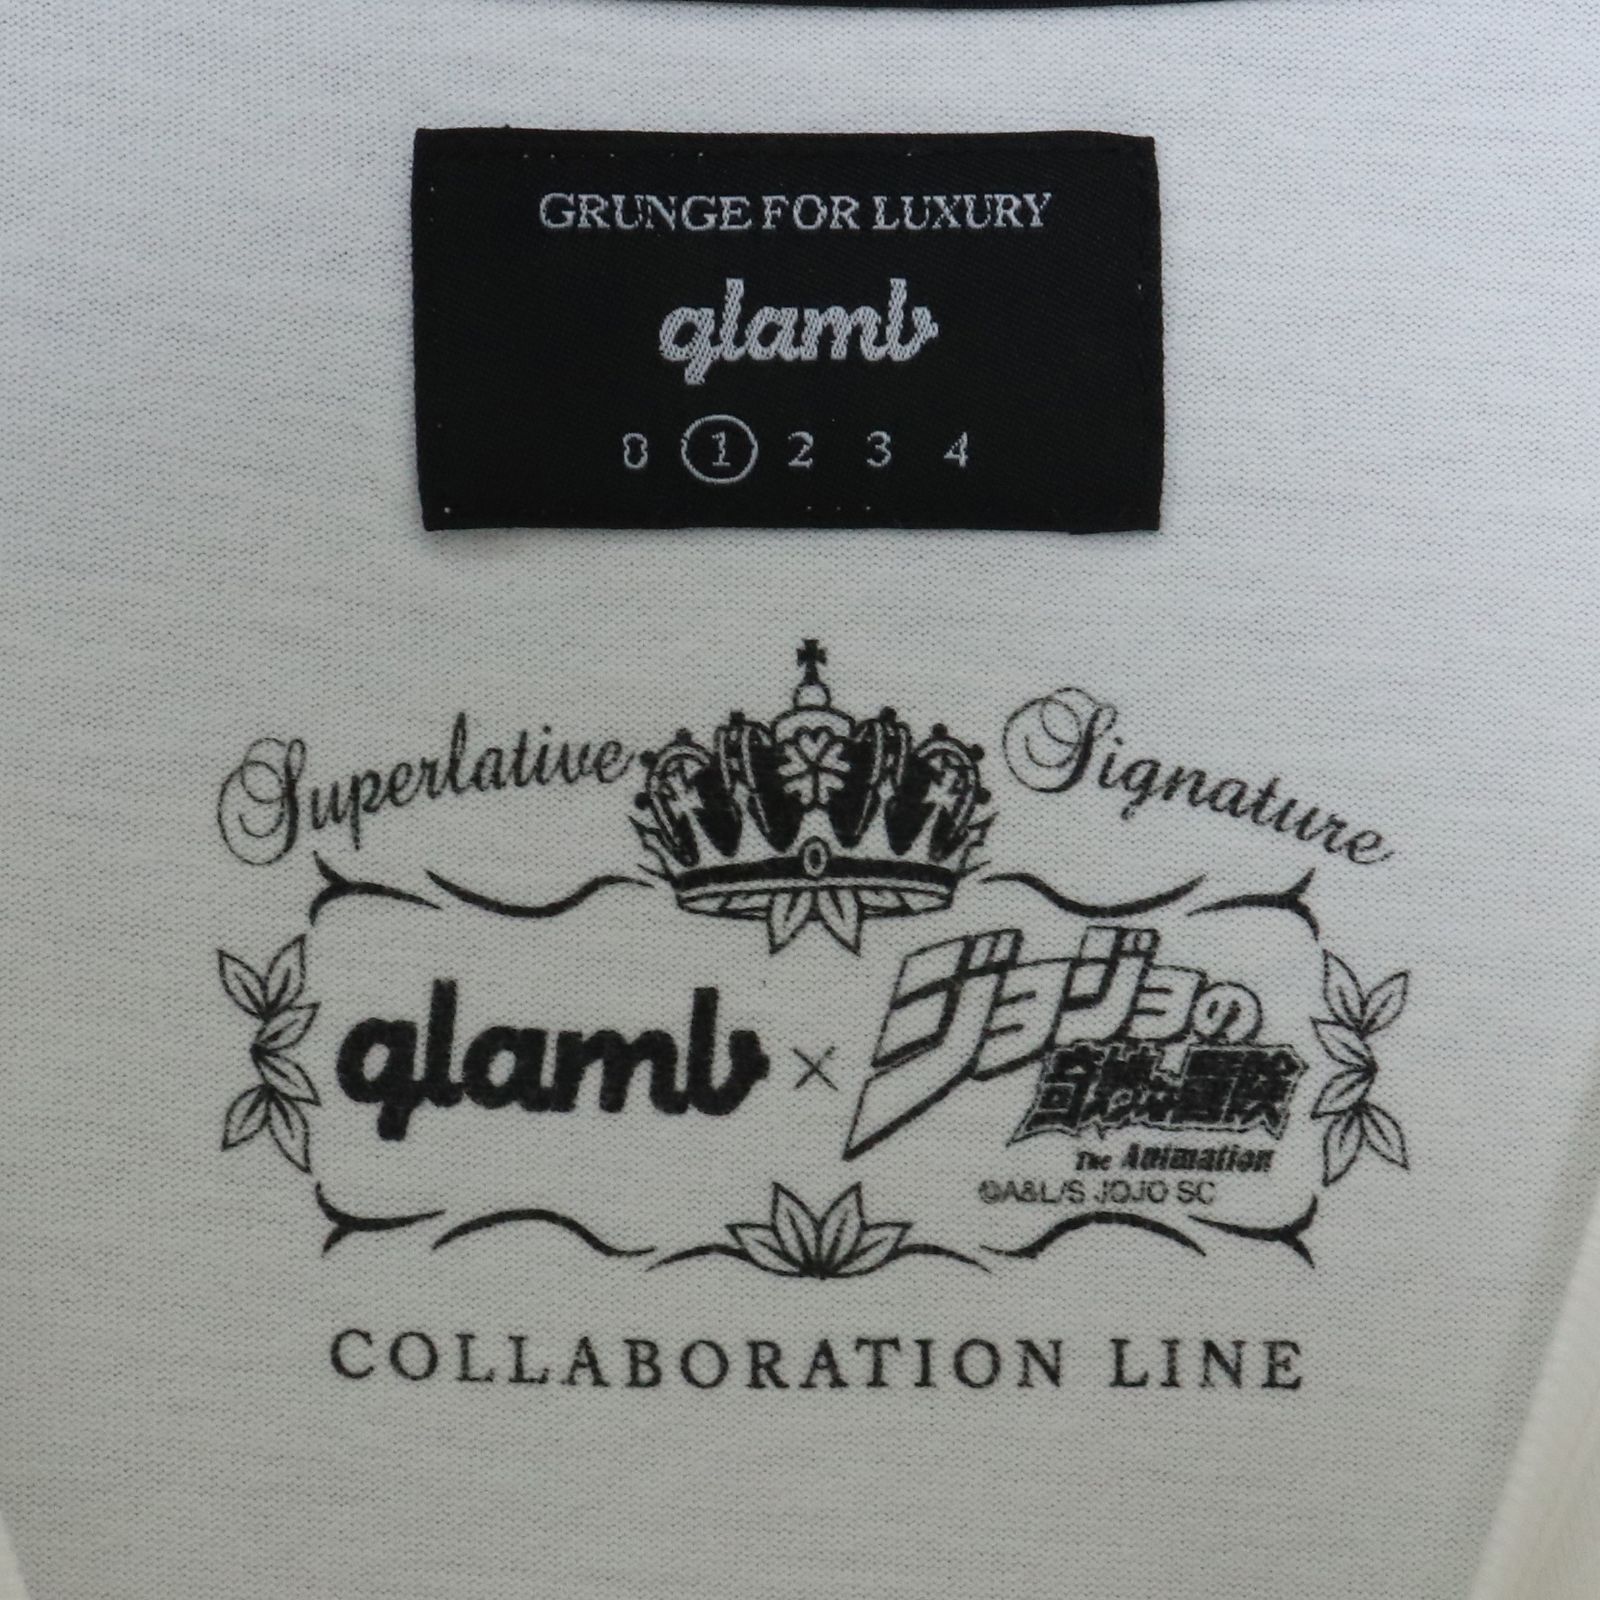 GRUNGE FOR LUXURY
glamb
0 1 2 3 4
Superlative Signature
glamb × ジョジョの
奇妙な冒険
The Animation
©A&L/S JOJO SC
COLLABORATION LINE